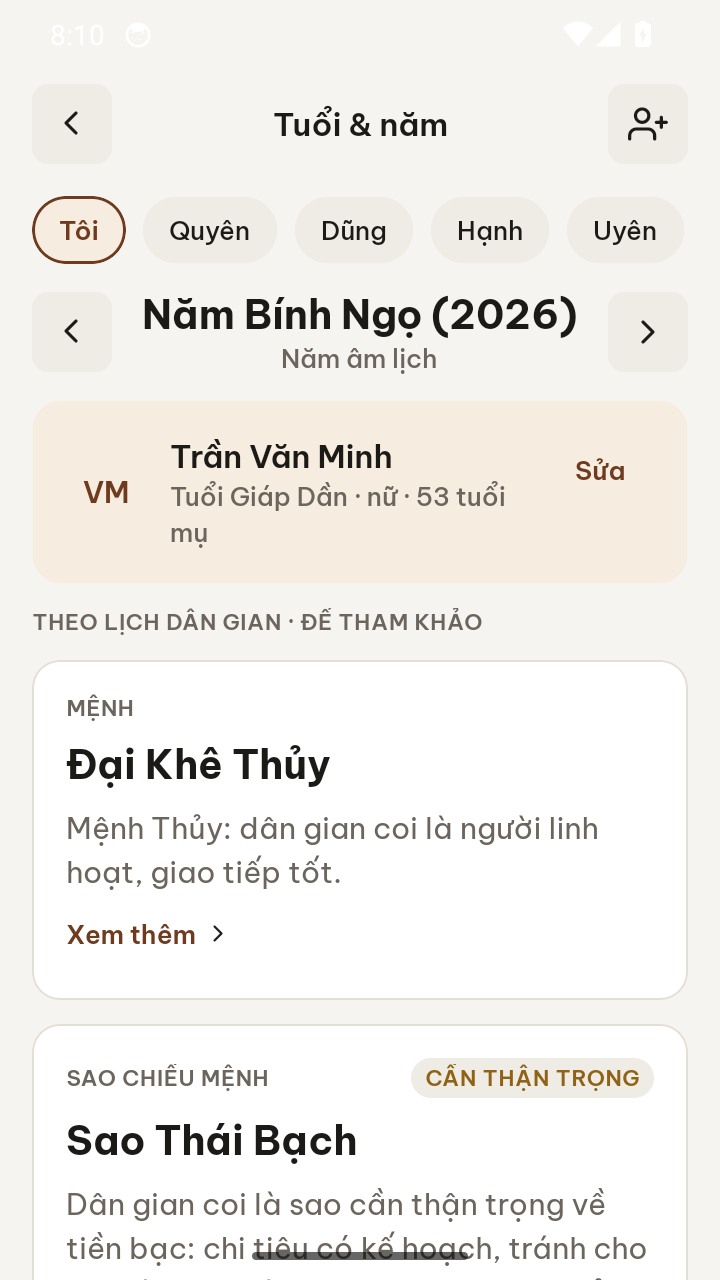 8:10
Tuổi & năm
Tôi
Quyên
Dũng
Hạnh
Uyên
Năm Bính Ngọ (2026)
Năm âm lịch
VM
Trần Văn Minh
Tuổi Giáp Dần · nữ · 53 tuổi
mụ
Sửa
THEO LỊCH DÂN GIAN · ĐỂ THAM KHẢO
MỆNH
Đại Khê Thủy
Mệnh Thủy: dân gian coi là người linh
hoạt, giao tiếp tốt.
Xem thêm
SAO CHIẾU MỆNH
CẨN THẬN TRỌNG
Sao Thái Bạch
Dân gian coi là sao cần thận trọng về
tiền bạc: chi tiêu có kế hoạch, tránh cho